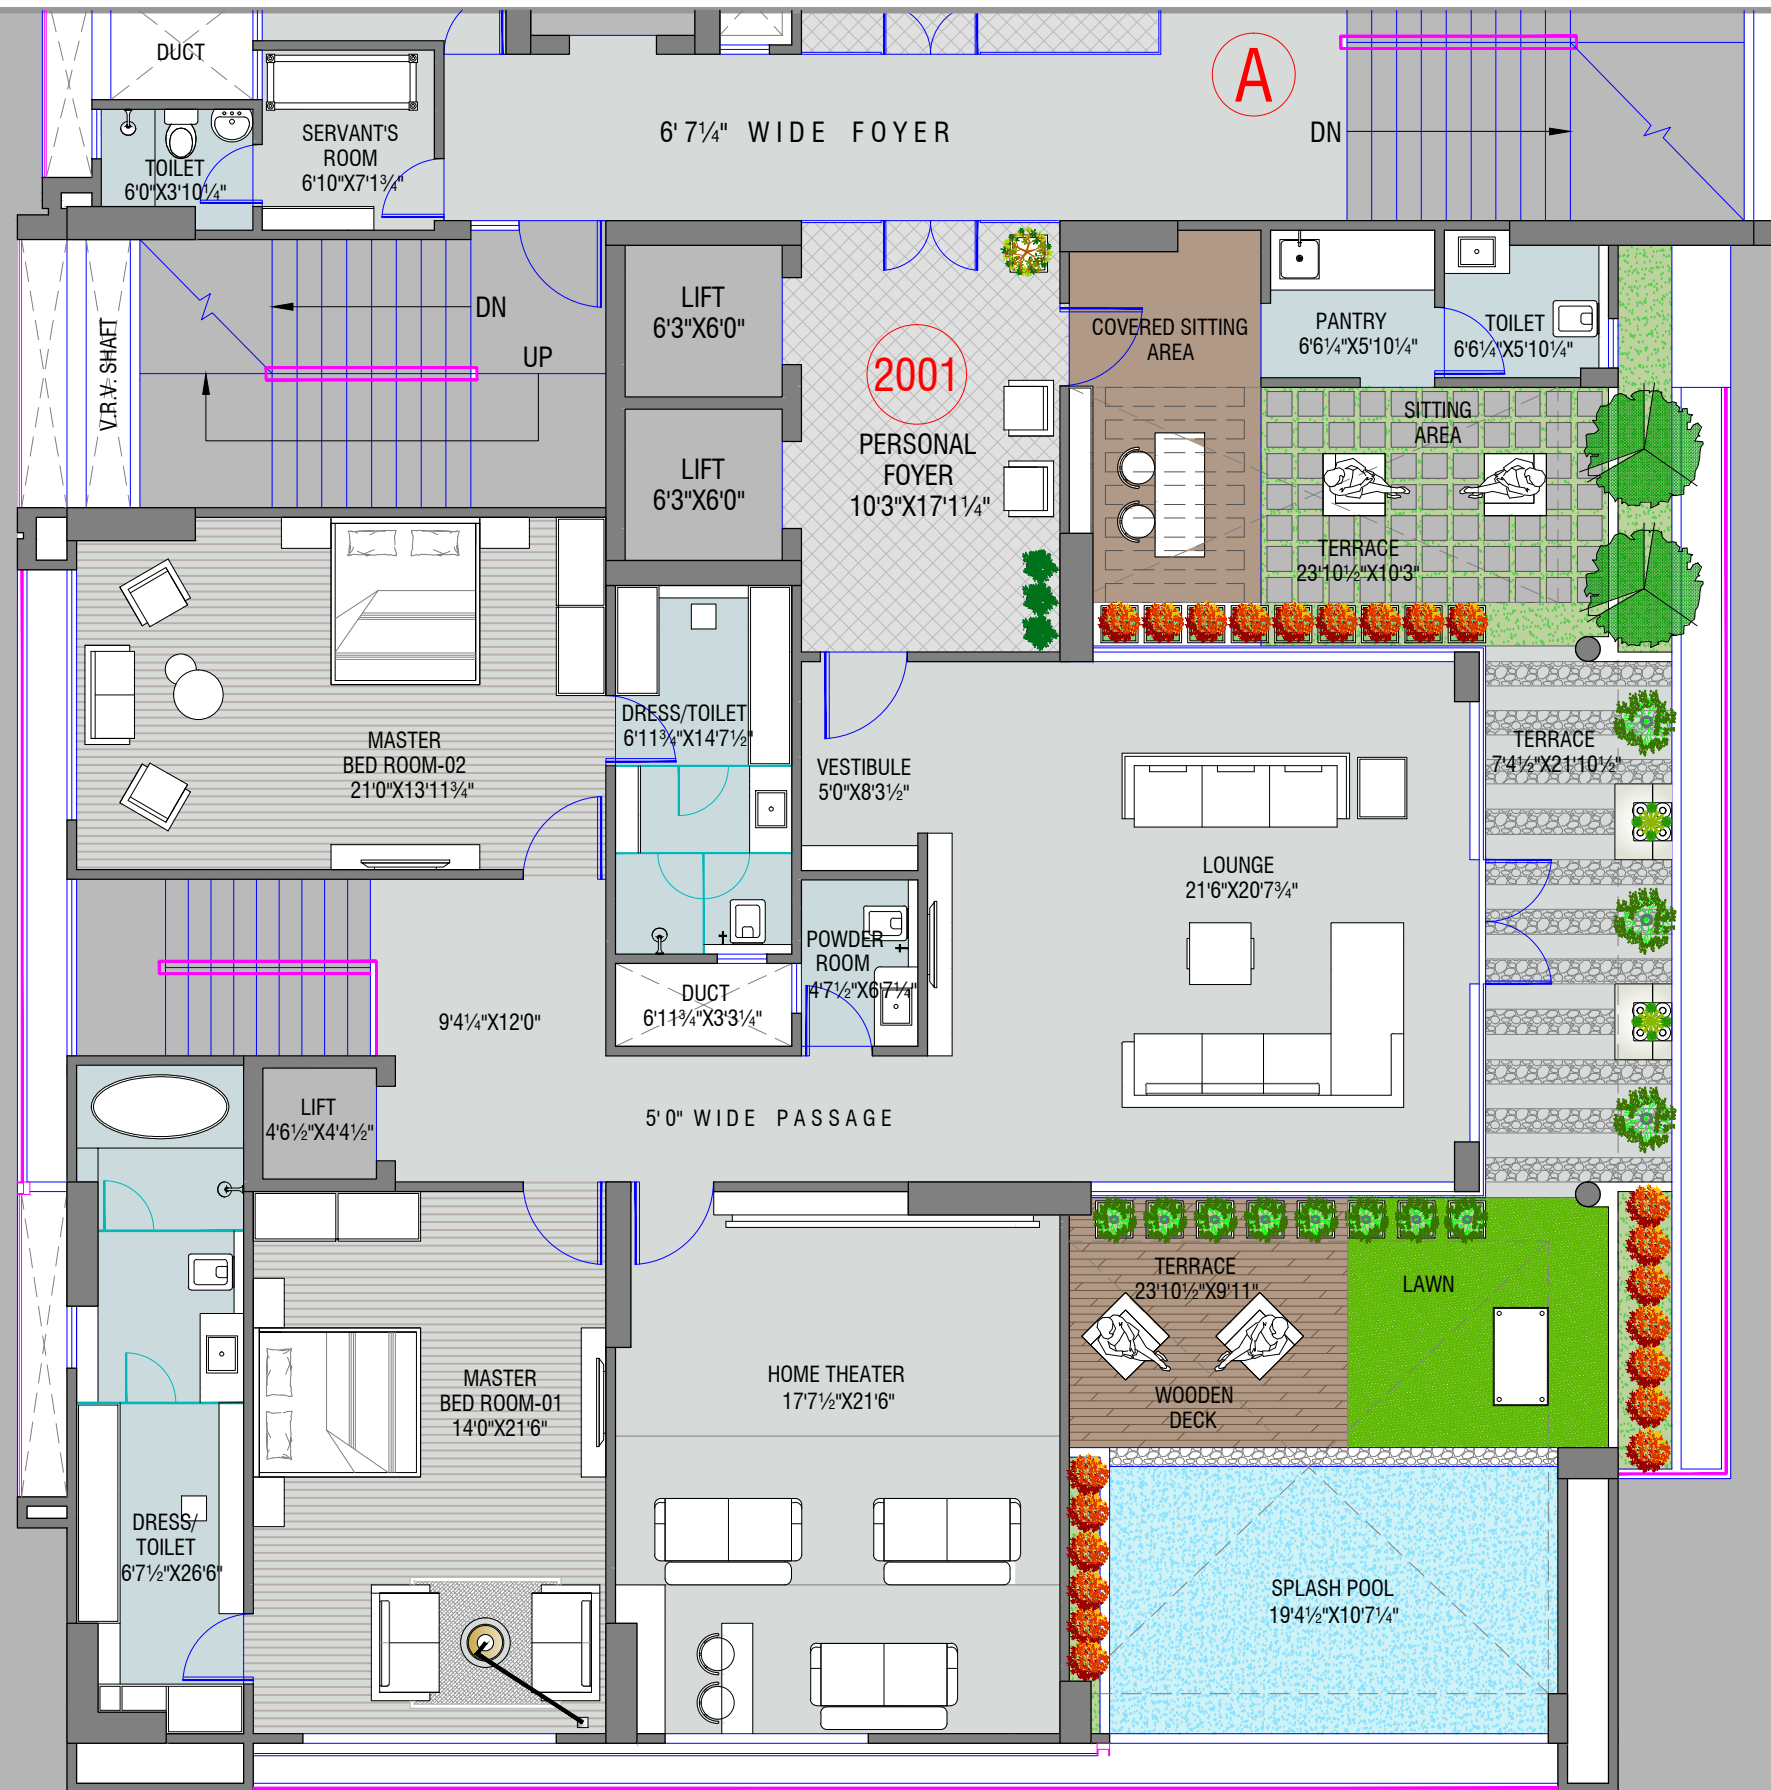 DUCT
A
SERVANT'S
ROOM
6'10"X7'1¾"
6' 7¼" WIDE FOYER
DN
TOILET
6'0"X3'10¼"
V.R.V. SHAFT
DN
UP
LIFT
6'3"X6'0"
LIFT
6'3"X6'0"
2001
PERSONAL
FOYER
10'3"X17'1¼"
COVERED SITTING
AREA
PANTRY
6'6¼"X5'10¼"
TOILET
6'6¼"X5'10¼"
SITTING
AREA
TERRACE
23'10½"X10'3"
MASTER
BED ROOM-02
21'0"X13'11¾"
DRESS/TOILET
6'11¾"X14'7½"
VESTIBULE
5'0"X8'3½"
TERRACE
7'4½"X21'10½"
LOUNGE
21'6"X20'7¾"
POWDER
ROOM
4'7½"X6'7¼"
DUCT
6'11¾"X3'3¼"
9'4¼"X12'0"
LIFT
4'6½"X4'4½"
5'0" WIDE PASSAGE
TERRACE
23'10½"X9'11"
LAWN
WOODEN
DECK
HOME THEATER
17'7½"X21'6"
MASTER
BED ROOM-01
14'0"X21'6"
DRESS/
TOILET
6'7½"X26'6"
SPLASH POOL
19'4½"X10'7¼"